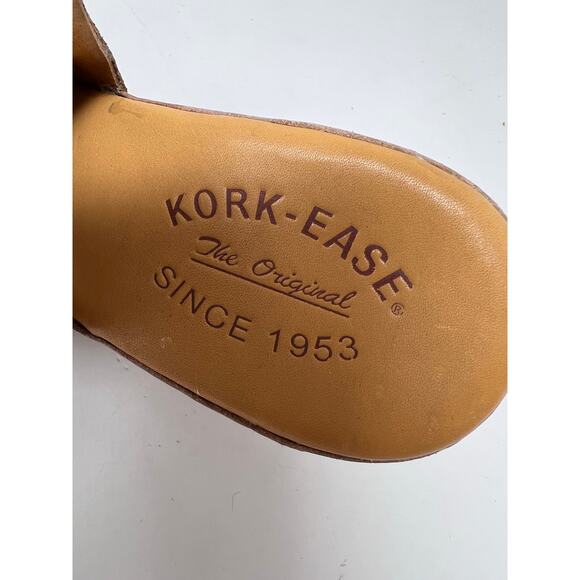 KORK-EASE®
The Original
SINCE 1953